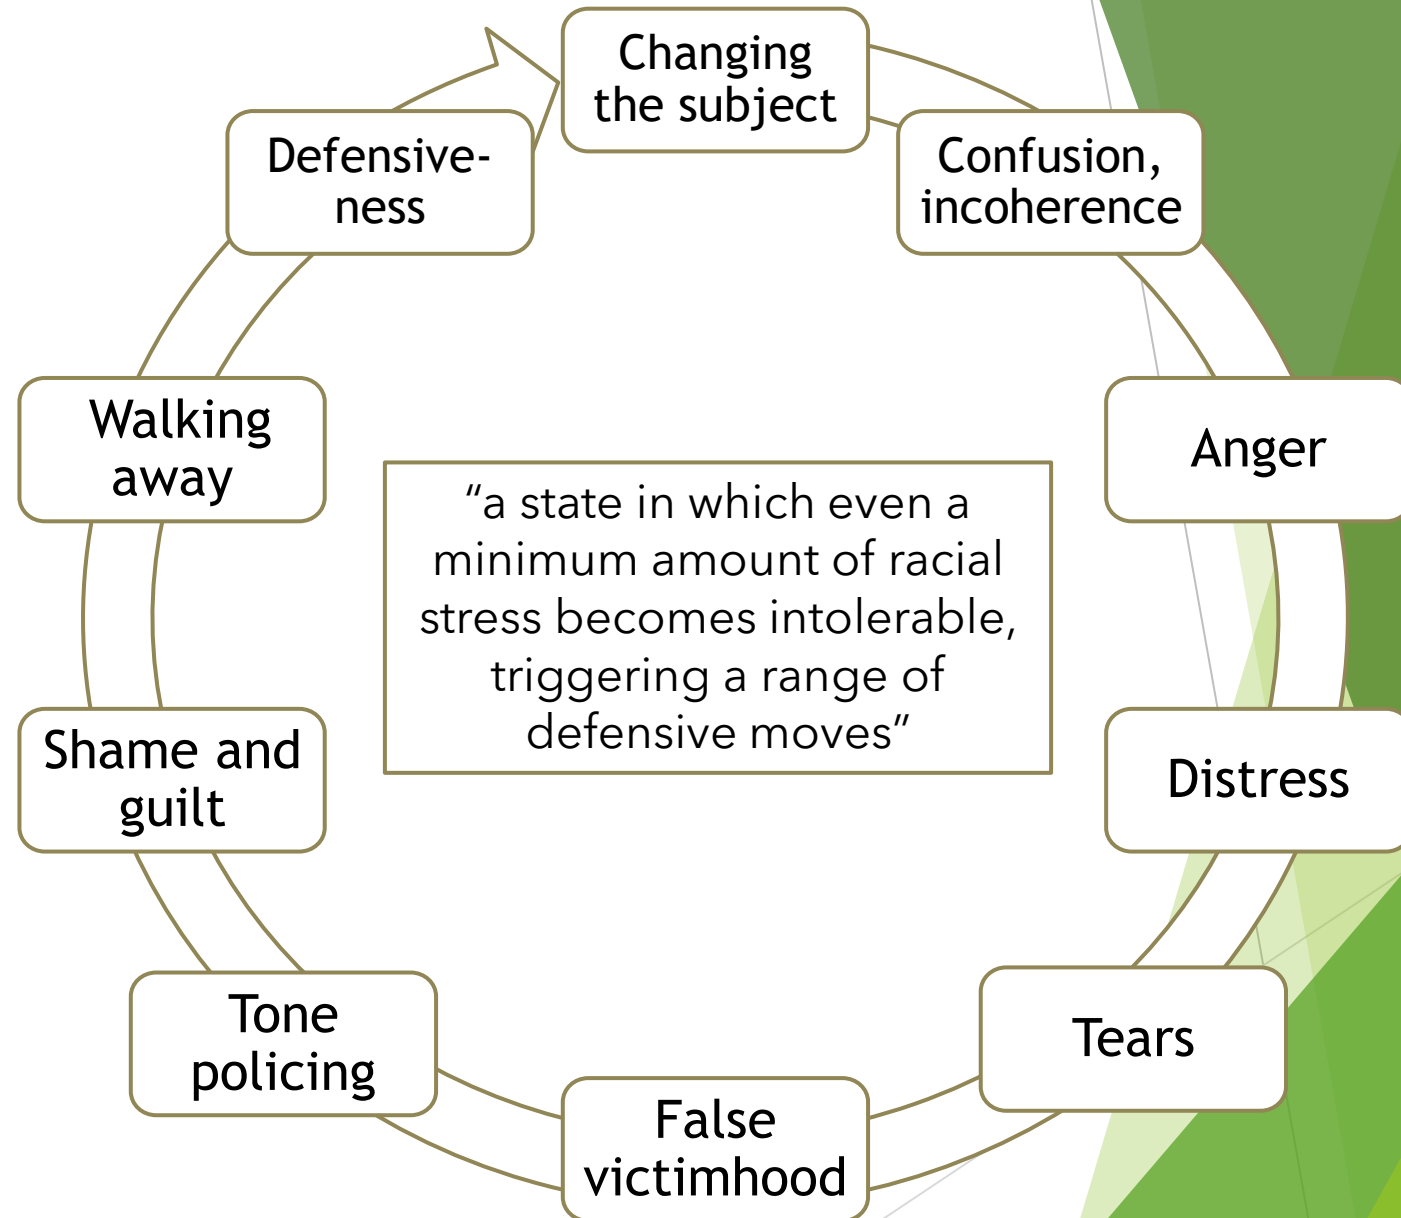 Changing
the subject
Confusion,
incoherence
Anger
Distress
Tears
False
victimhood
Tone
policing
Shame and
guilt
Walking
away
Defensive-
ness
“a state in which even a
minimum amount of racial
stress becomes intolerable,
triggering a range of
defensive moves”